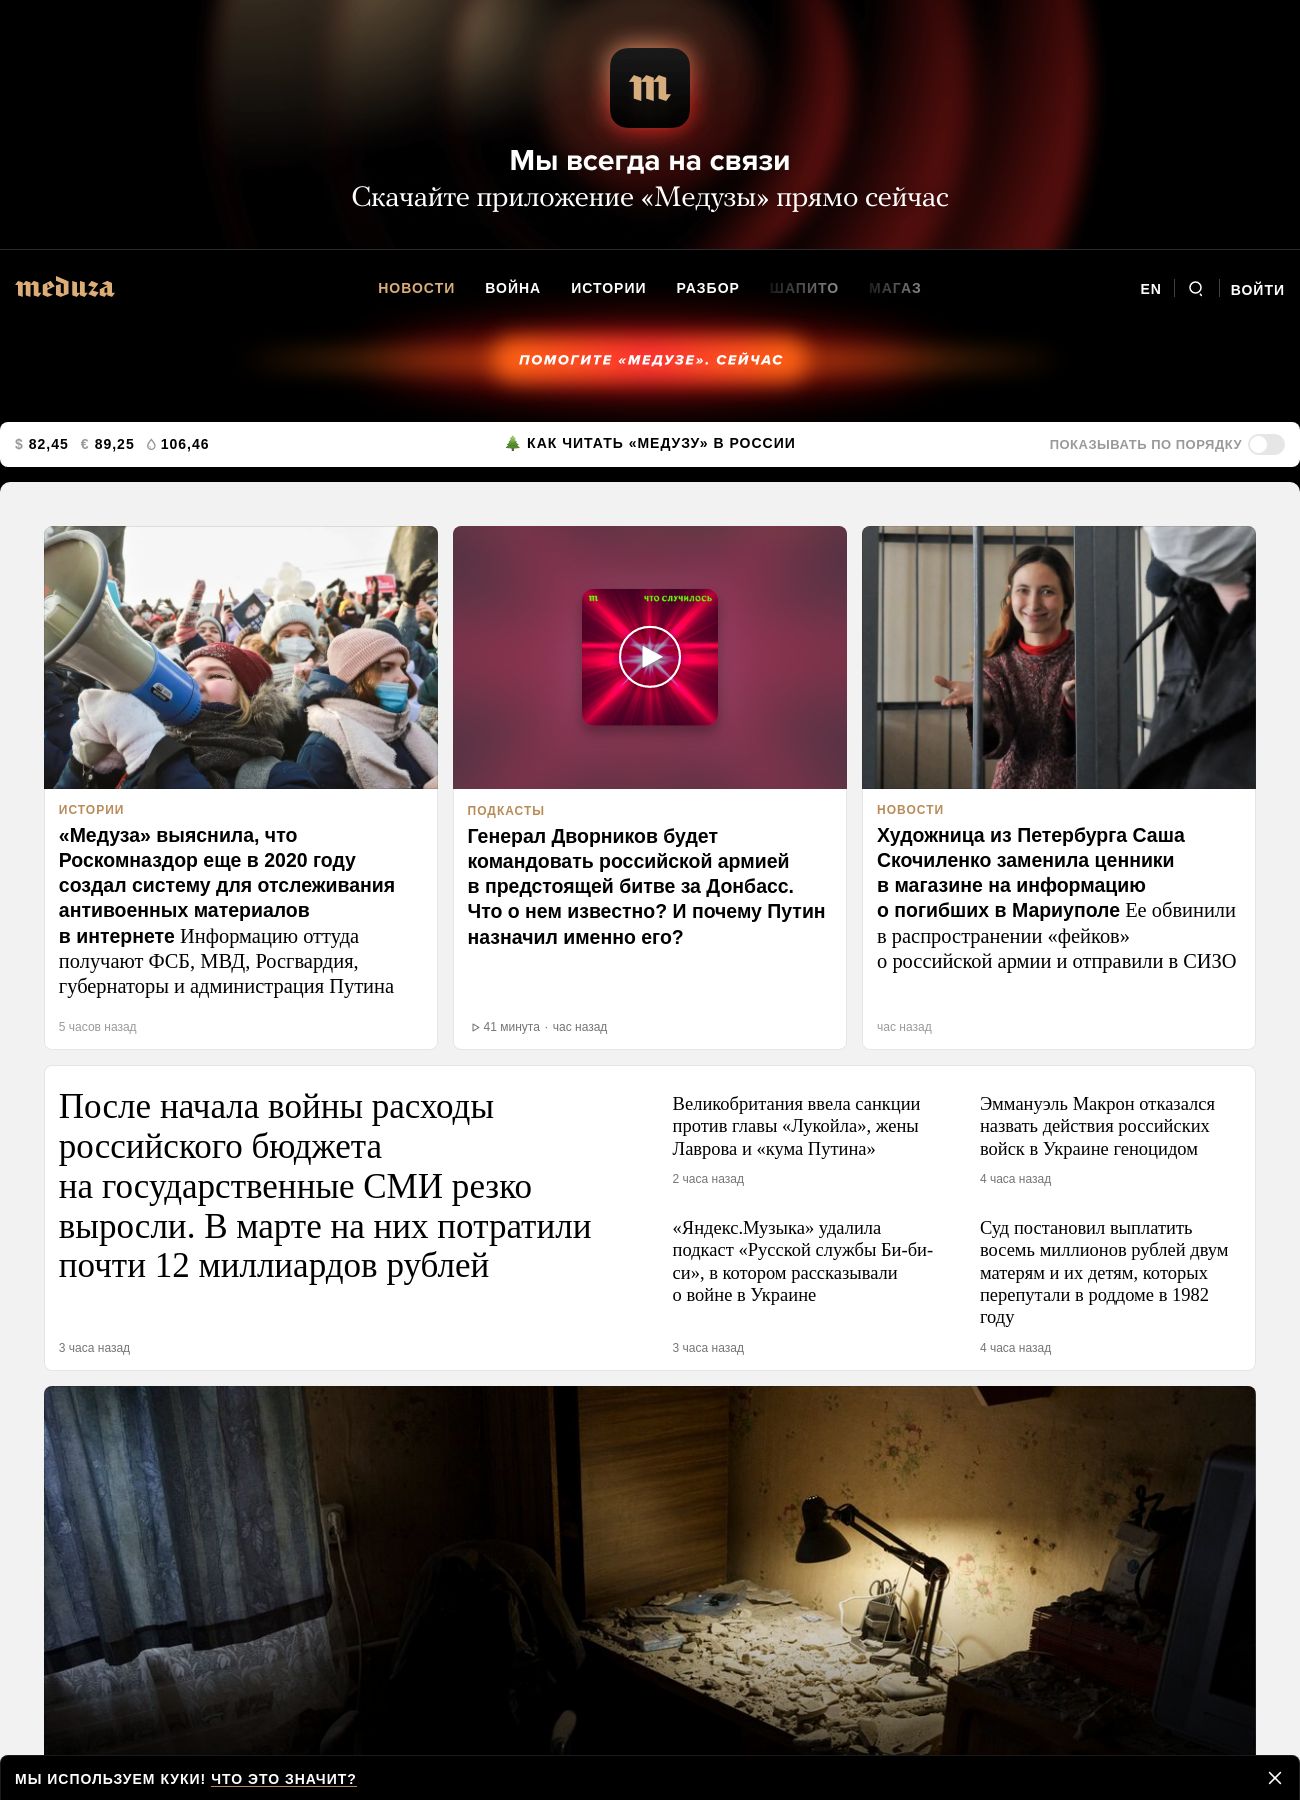 m
Мы всегда на связи
Скачайте приложение «Медузы» прямо сейчас
meduza
НОВОСТИ ВОЙНА ИСТОРИИ РАЗБОР ШАПИТО МАГАЗ
EN ВОЙТИ
ПОМОГИТЕ «МЕДУЗЕ». СЕЙЧАС
$ 82,45 € 89,25 106,46
КАК ЧИТАТЬ «МЕДУЗУ» В РОССИИ
ПОКАЗЫВАТЬ ПО ПОРЯДКУ
ИСТОРИИ
«Медуза» выяснила, что
Роскомнадзор еще в 2020 году
создал систему для отслеживания
антивоенных материалов
в интернете Информацию оттуда
получают ФСБ, МВД, Росгвардия,
губернаторы и администрация Путина
5 часов назад
m ЧТО СЛУЧИЛОСЬ
ПОДКАСТЫ
Генерал Дворников будет
командовать российской армией
в предстоящей битве за Донбасс.
Что о нем известно? И почему Путин
назначил именно его?
41 минута · час назад
НОВОСТИ
Художница из Петербурга Саша
Скочиленко заменила ценники
в магазине на информацию
о погибших в Мариуполе Ее обвинили
в распространении «фейков»
о российской армии и отправили в СИЗО
час назад
После начала войны расходы
российского бюджета
на государственные СМИ резко
выросли. В марте на них потратили
почти 12 миллиардов рублей
3 часа назад
Великобритания ввела санкции
против главы «Лукойла», жены
Лаврова и «кума Путина»
2 часа назад
Эммануэль Макрон отказался
назвать действия российских
войск в Украине геноцидом
4 часа назад
«Яндекс.Музыка» удалила
подкаст «Русской службы Би-би-
си», в котором рассказывали
о войне в Украине
3 часа назад
Суд постановил выплатить
восемь миллионов рублей двум
матерям и их детям, которых
перепутали в роддоме в 1982
году
4 часа назад
МЫ ИСПОЛЬЗУЕМ КУКИ! ЧТО ЭТО ЗНАЧИТ?